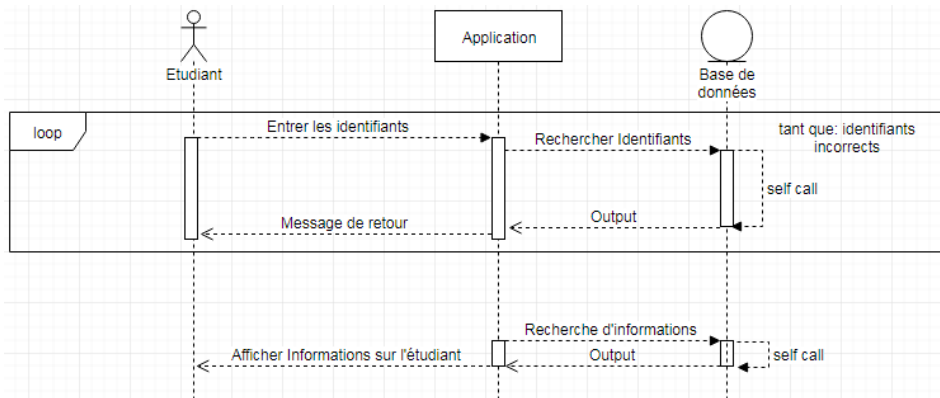 Etudiant
Application
Base de
données
loop
Entrer les identifiants
Rechercher Identifiants
tant que: identifiants
incorrects
self call
Output
Message de retour
Recherche d'informations
Afficher Informations sur l'étudiant
Output
self call